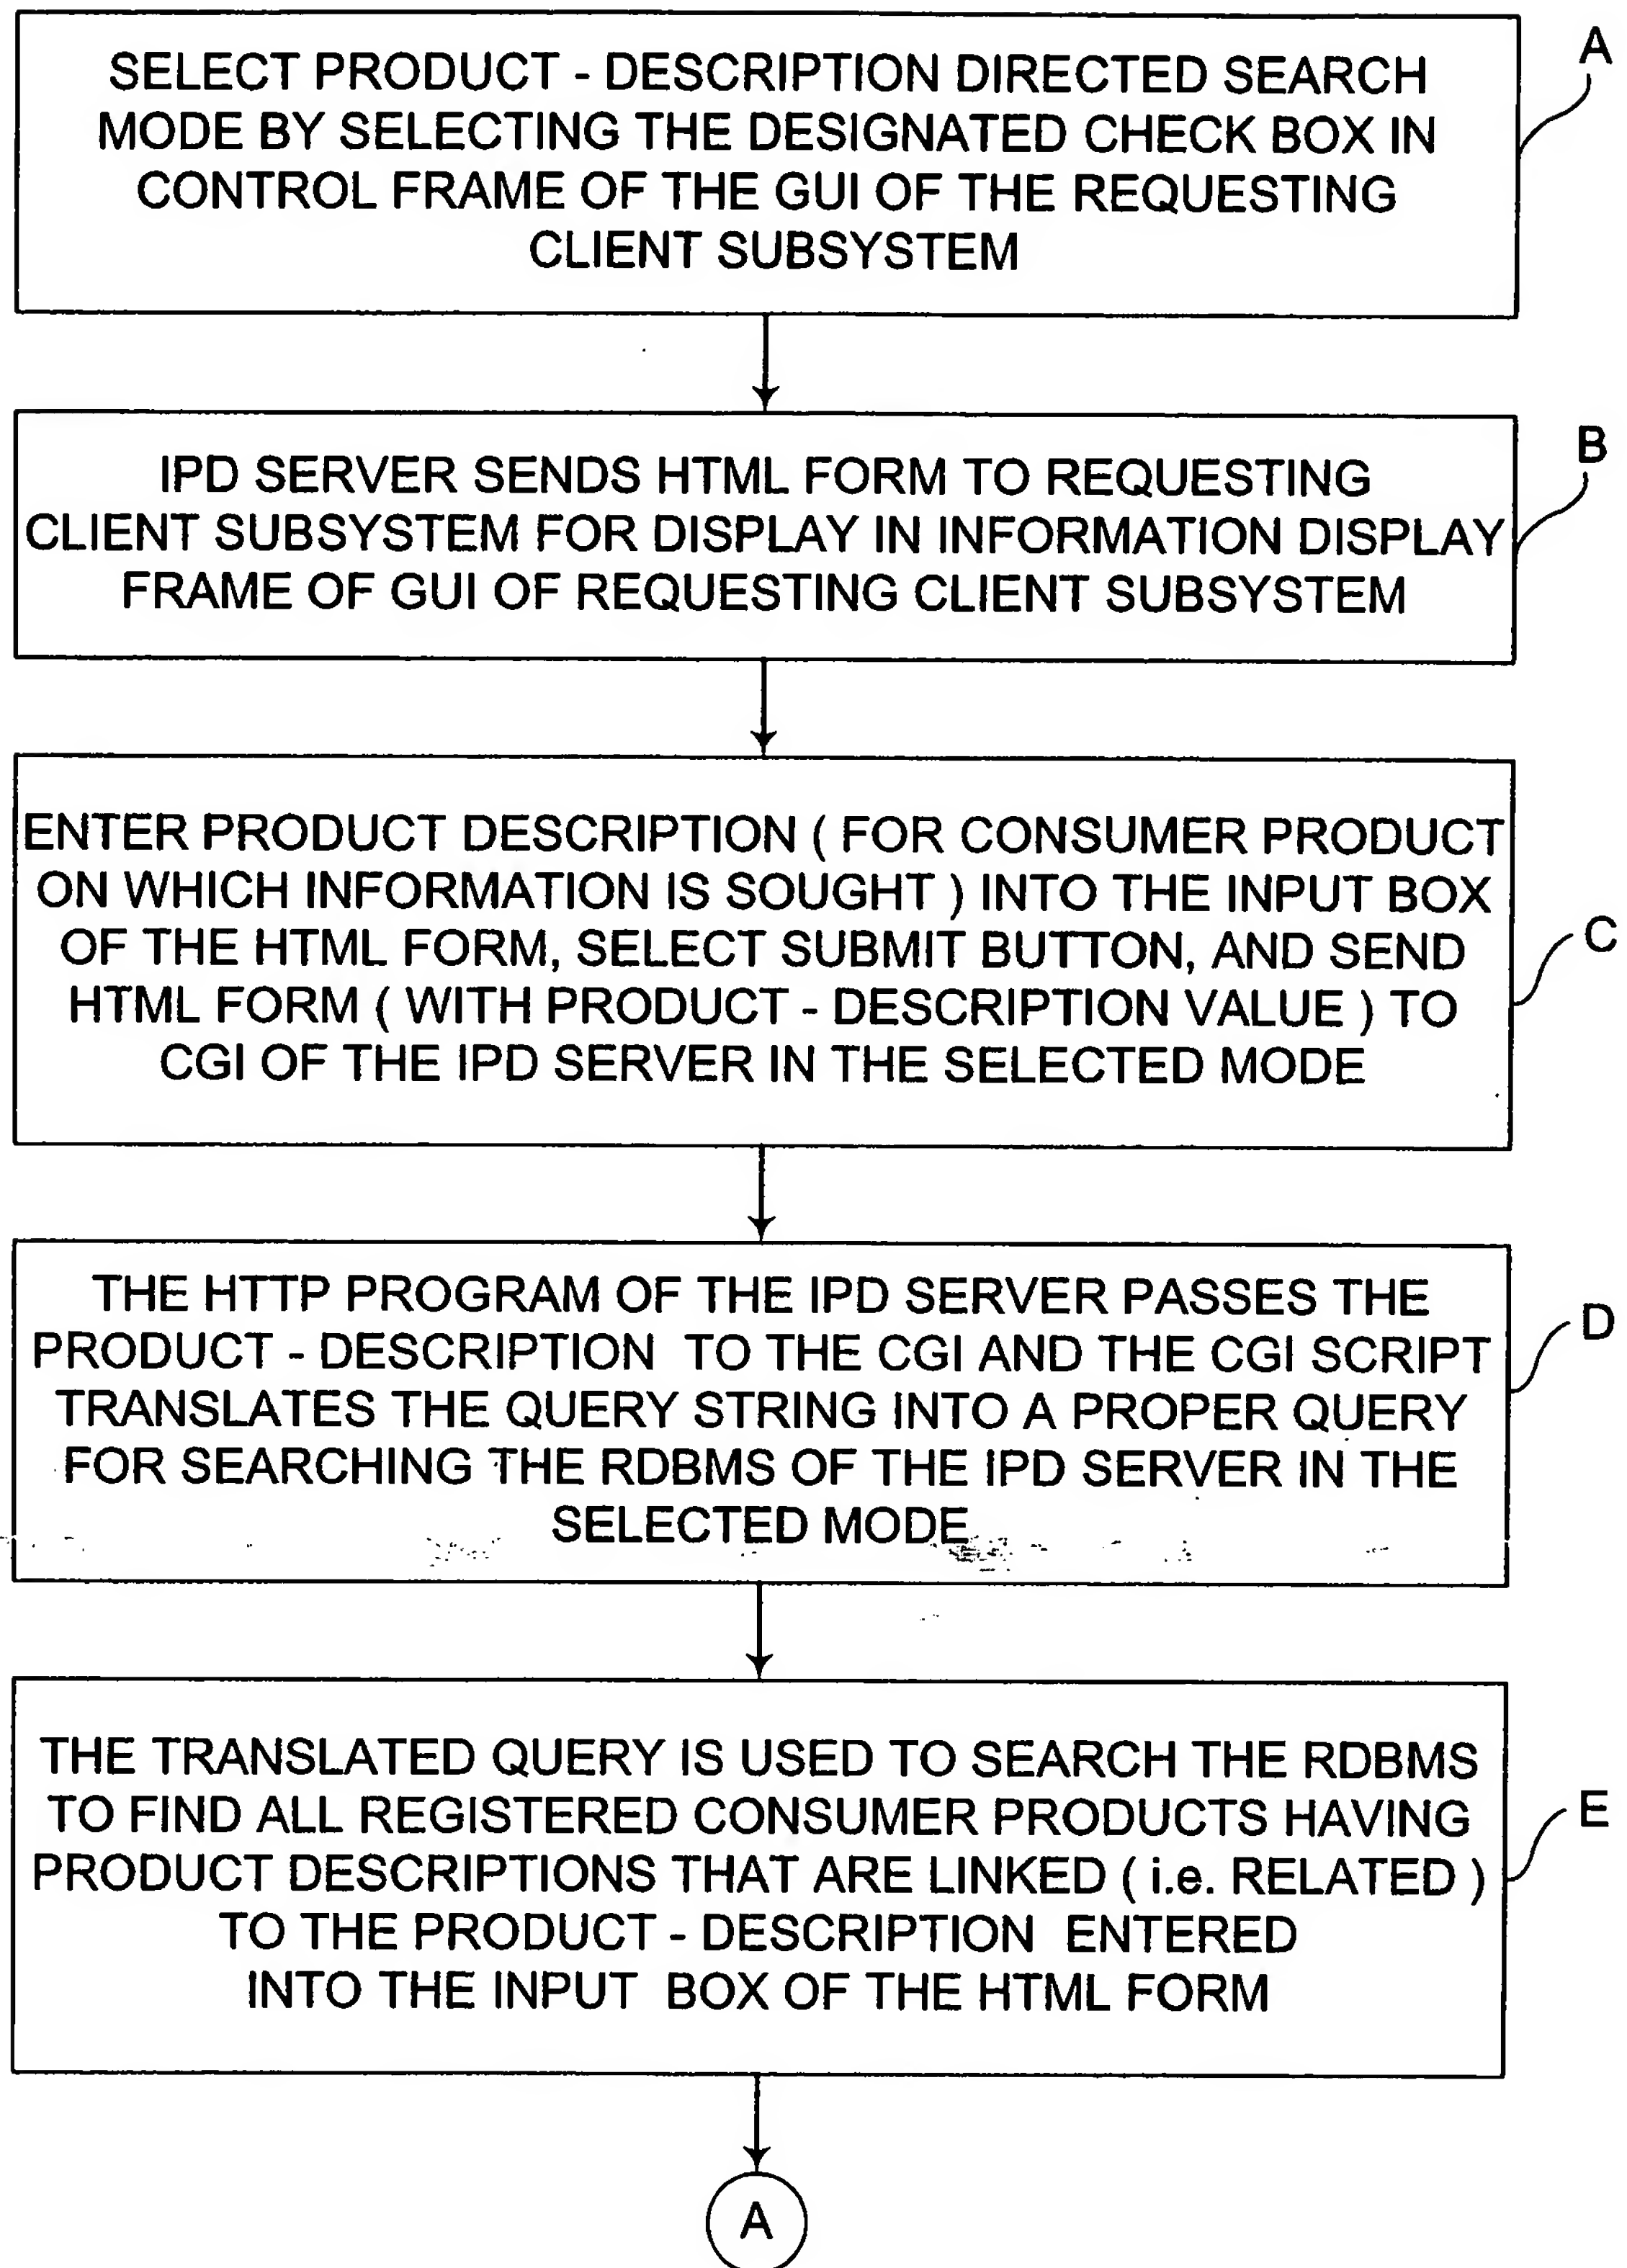 SELECT PRODUCT - DESCRIPTION DIRECTED SEARCH
MODE BY SELECTING THE DESIGNATED CHECK BOX IN
CONTROL FRAME OF THE GUI OF THE REQUESTING
CLIENT SUBSYSTEM
A
IPD SERVER SENDS HTML FORM TO REQUESTING
CLIENT SUBSYSTEM FOR DISPLAY IN INFORMATION DISPLAY
FRAME OF GUI OF REQUESTING CLIENT SUBSYSTEM
B
ENTER PRODUCT DESCRIPTION ( FOR CONSUMER PRODUCT
ON WHICH INFORMATION IS SOUGHT ) INTO THE INPUT BOX
OF THE HTML FORM, SELECT SUBMIT BUTTON, AND SEND
HTML FORM ( WITH PRODUCT - DESCRIPTION VALUE ) TO
CGI OF THE IPD SERVER IN THE SELECTED MODE
C
THE HTTP PROGRAM OF THE IPD SERVER PASSES THE
PRODUCT - DESCRIPTION TO THE CGI AND THE CGI SCRIPT
TRANSLATES THE QUERY STRING INTO A PROPER QUERY
FOR SEARCHING THE RDBMS OF THE IPD SERVER IN THE
SELECTED MODE
D
THE TRANSLATED QUERY IS USED TO SEARCH THE RDBMS
TO FIND ALL REGISTERED CONSUMER PRODUCTS HAVING
PRODUCT DESCRIPTIONS THAT ARE LINKED ( i.e. RELATED )
TO THE PRODUCT - DESCRIPTION ENTERED
INTO THE INPUT BOX OF THE HTML FORM
E
A